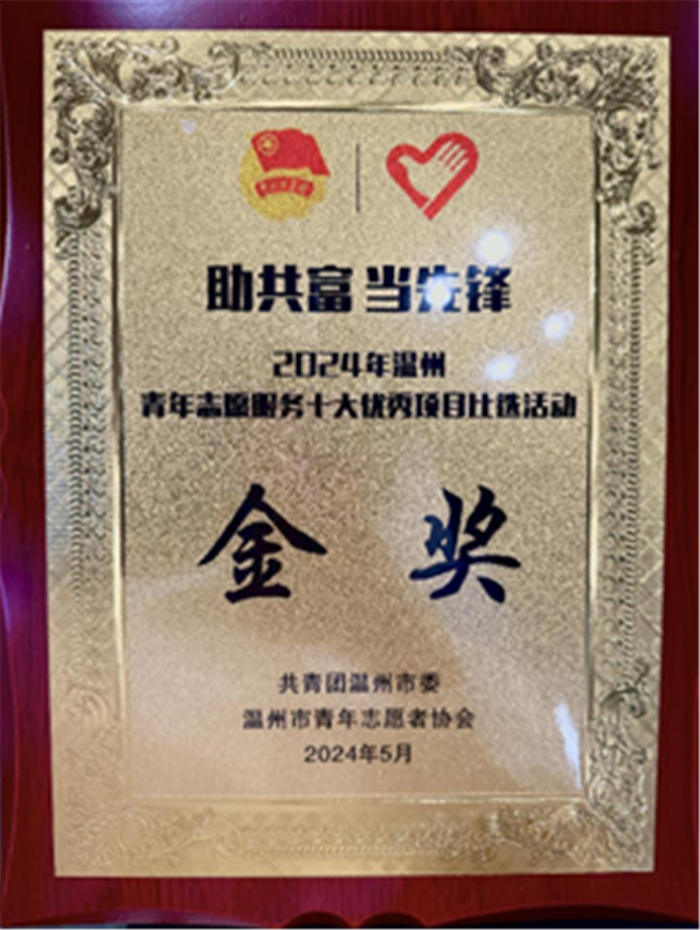 助共富 当先锋
2024年温州
青年志愿服务十大优秀项目比选活动
金奖
共青团温州市委
温州市青年志愿者协会
2024年5月